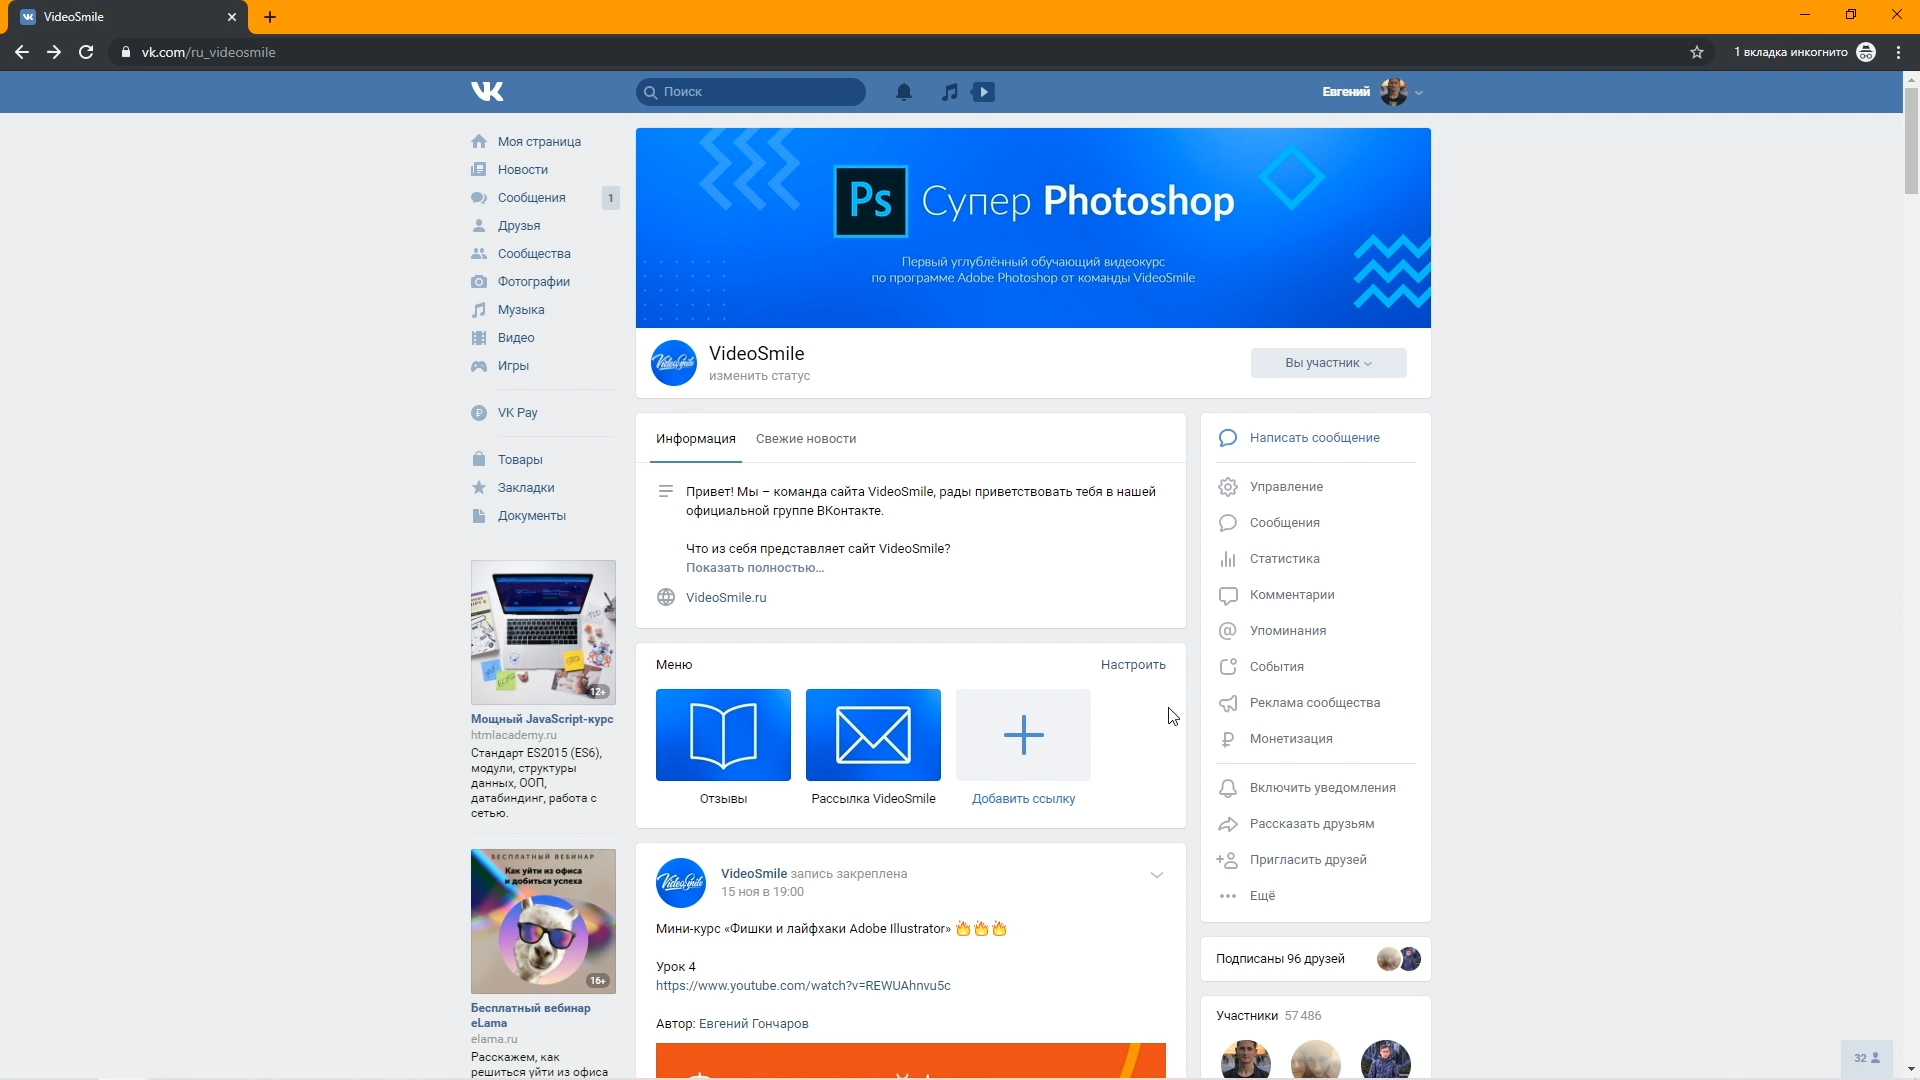 VideoSmile
vk.com/ru_videosmile
1 вкладка инкогнито
Поиск
Евгений
Моя страница
Новости
Сообщения
1
Друзья
Сообщества
Фотографии
Музыка
Видео
Игры
VK Pay
Товары
Закладки
Документы
12+
Мощный JavaScript-курс
htmlacademy.ru
Стандарт ES2015 (ES6),
модули, структуры
данных, ООП,
датабиндинг, работа с
сетью.
БЕСПЛАТНЫЙ ВЕБИНАР
Как уйти из офиса
и добиться успеха
16+
Бесплатный вебинар
eLama
elama.ru
Расскажем, как
решиться уйти из офиса
Ps Супер Photoshop
Первый углублённый обучающий видеокурс
по программе Adobe Photoshop от команды VideoSmile
VideoSmile
VideoSmile
изменить статус
Вы участник
Информация
Свежие новости
Привет! Мы – команда сайта VideoSmile, рады приветствовать тебя в нашей
официальной группе ВКонтакте.
Что из себя представляет сайт VideoSmile?
Показать полностью...
VideoSmile.ru
Меню
Настроить
Отзывы
Рассылка VideoSmile
Добавить ссылку
VideoSmile
VideoSmile запись закреплена
15 ноя в 19:00
Мини-курс «Фишки и лайфхаки Adobe Illustrator» 🔥🔥🔥
Урок 4
https://www.youtube.com/watch?v=REWUAhnvu5c
Автор: Евгений Гончаров
Написать сообщение
Управление
Сообщения
Статистика
Комментарии
Упоминания
События
Реклама сообщества
Монетизация
Включить уведомления
Рассказать друзьям
Пригласить друзей
Ещё
Подписаны 96 друзей
Участники 57 486
32